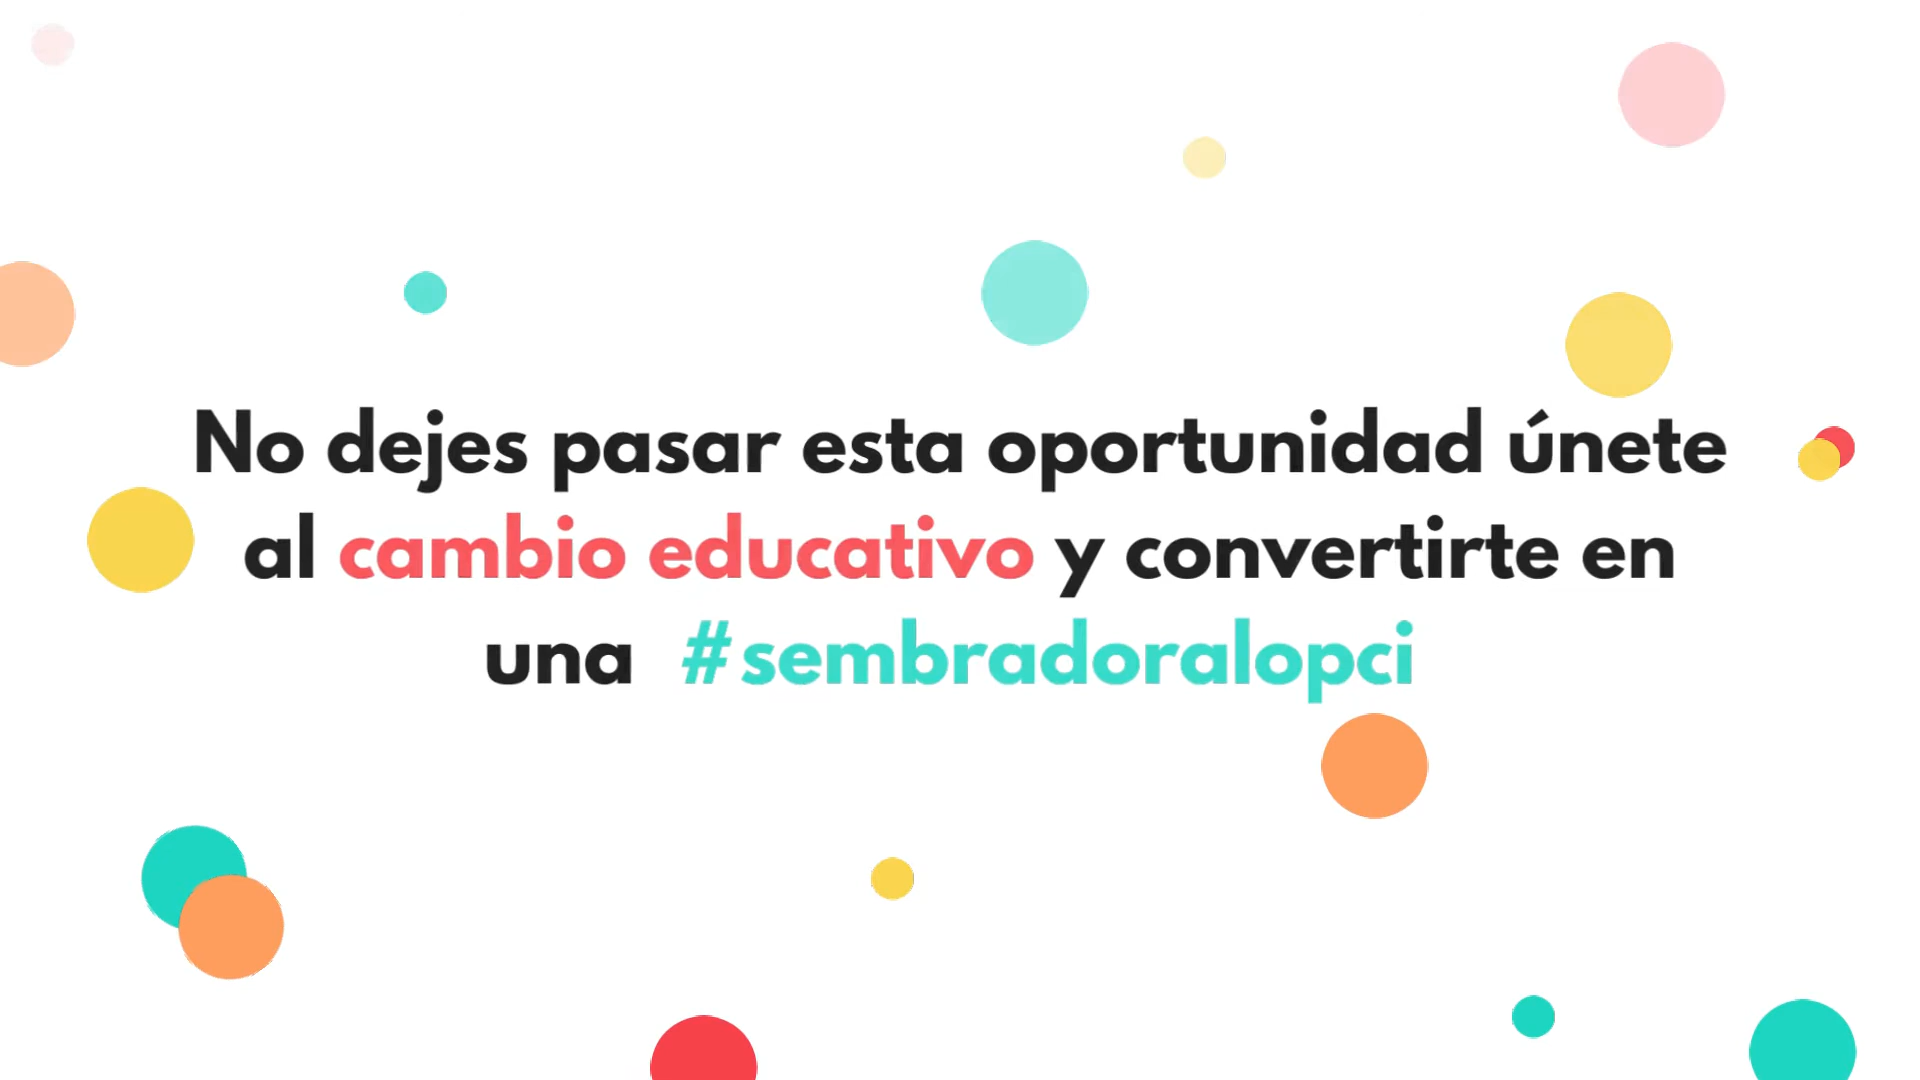 No dejes pasar esta oportunidad únete
al cambio educativo y convertirte en
una #sembradoralopci